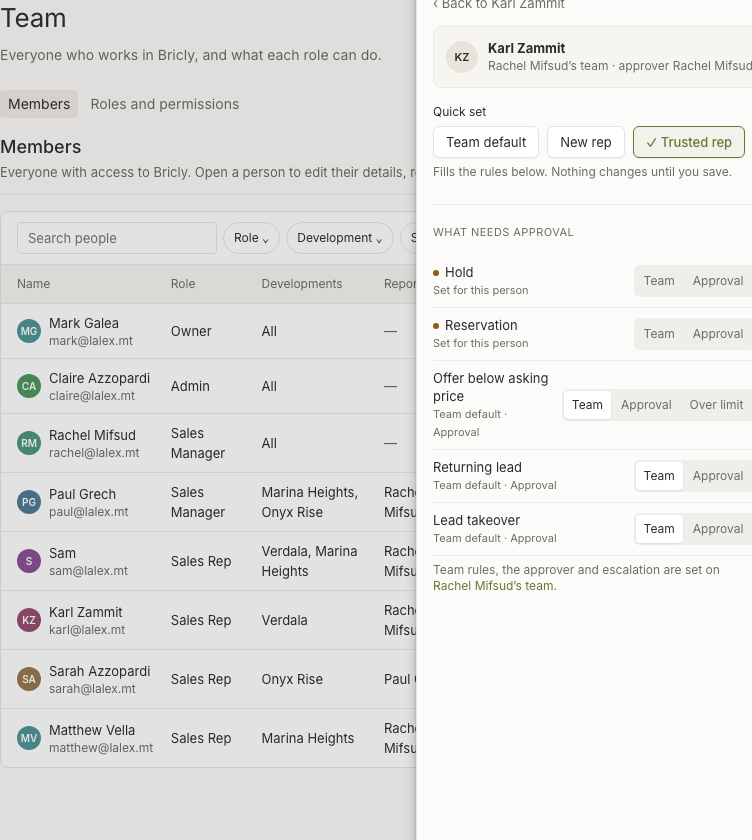 Team
Everyone who works in Bricly, and what each role can do.
Members
Roles and permissions
Members
Everyone with access to Bricly. Open a person to edit their details,
Search people
Role
Development
S
Name
Role
Developments
Repor
MG
Mark Galea
mark@lalex.mt
Owner
All
—
CA
Claire Azzopardi
claire@lalex.mt
Admin
All
—
RM
Rachel Mifsud
rachel@lalex.mt
Sales
Manager
All
—
PG
Paul Grech
paul@lalex.mt
Sales
Manager
Marina Heights,
Onyx Rise
Rache
Mifsu
S
Sam
sam@lalex.mt
Sales Rep
Verdala, Marina
Heights
Rache
Mifsu
KZ
Karl Zammit
karl@lalex.mt
Sales Rep
Verdala
Rache
Mifsu
SA
Sarah Azzopardi
sarah@lalex.mt
Sales Rep
Onyx Rise
Paul
MV
Matthew Vella
matthew@lalex.mt
Sales Rep
Marina Heights
Rache
Mifsu
‹ Back to Karl Zammit
KZ
Karl Zammit
Rachel Mifsud’s team · approver Rachel Mifsud
Quick set
Team default
New rep
✓ Trusted rep
Fills the rules below. Nothing changes until you save.
WHAT NEEDS APPROVAL
Hold
Set for this person
Team
Approval
Reservation
Set for this person
Team
Approval
Offer below asking
price
Team default ·
Approval
Team
Approval
Over limit
Returning lead
Team default · Approval
Team
Approval
Lead takeover
Team default · Approval
Team
Approval
Team rules, the approver and escalation are set on
Rachel Mifsud’s team.